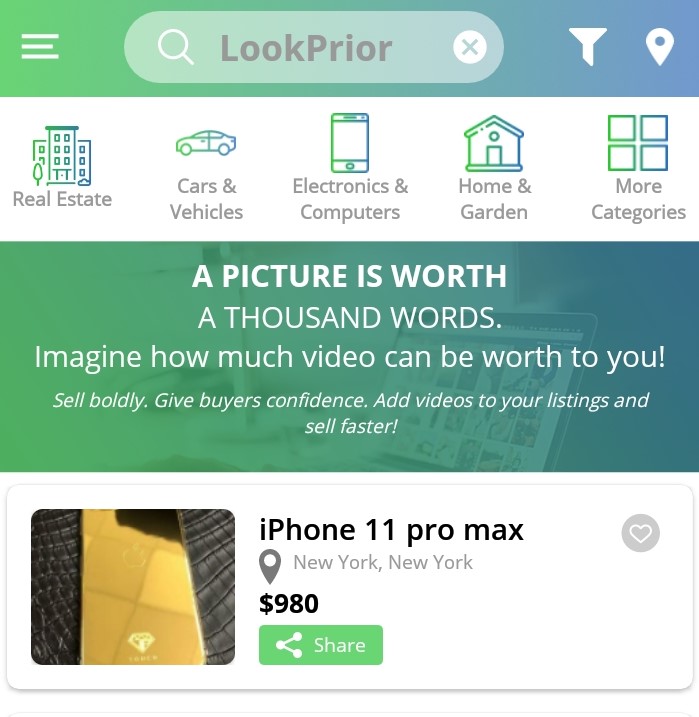 LookPrior
Real Estate
Cars &
Vehicles
Electronics &
Computers
Home &
Garden
More
Categories
A PICTURE IS WORTH
A THOUSAND WORDS.
Imagine how much video can be worth to you!
Sell boldly. Give buyers confidence. Add videos to your listings and
sell faster!
iPhone 11 pro max
New York, New York
$980
Share